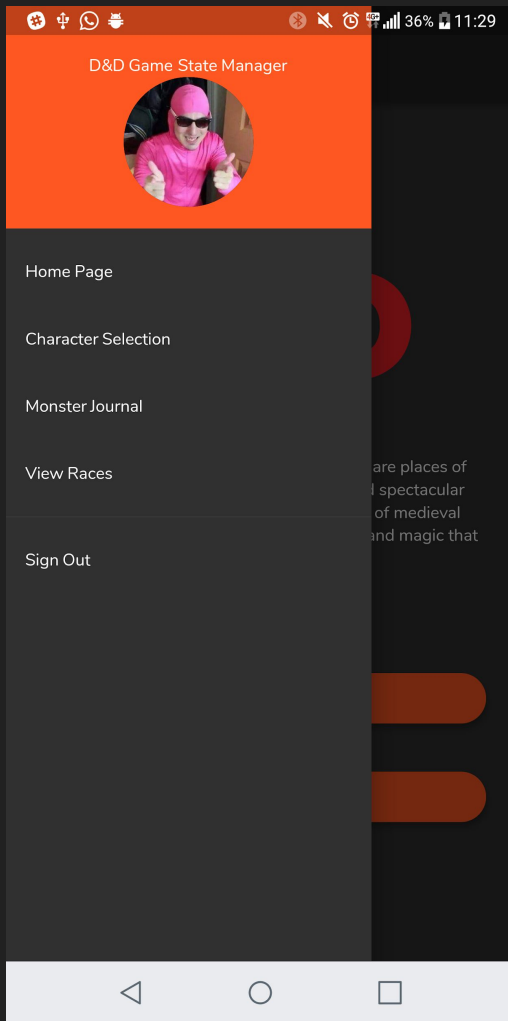 4G+ 36% 11:29
D&D Game State Manager
Home Page
Character Selection
Monster Journal
View Races
Sign Out
are places of
spectacular
of medieval
and magic that